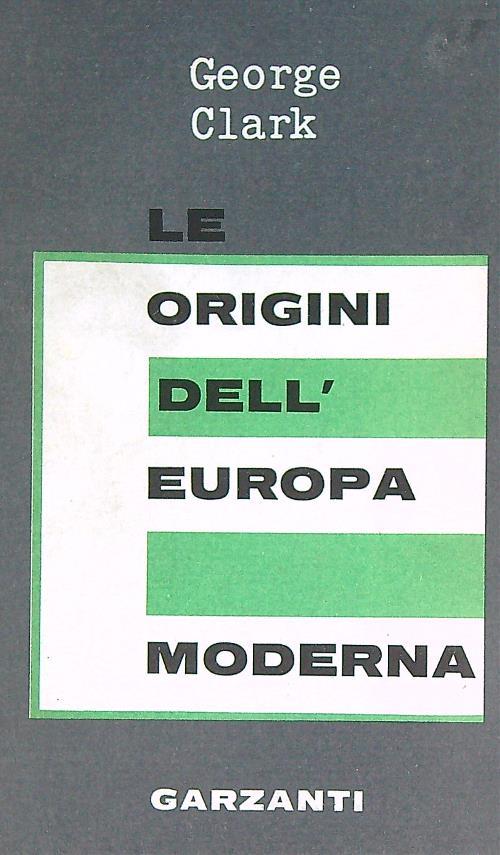 George
Clark
LE
ORIGINI
DELL'
EUROPA
MODERNA
GARZANTI